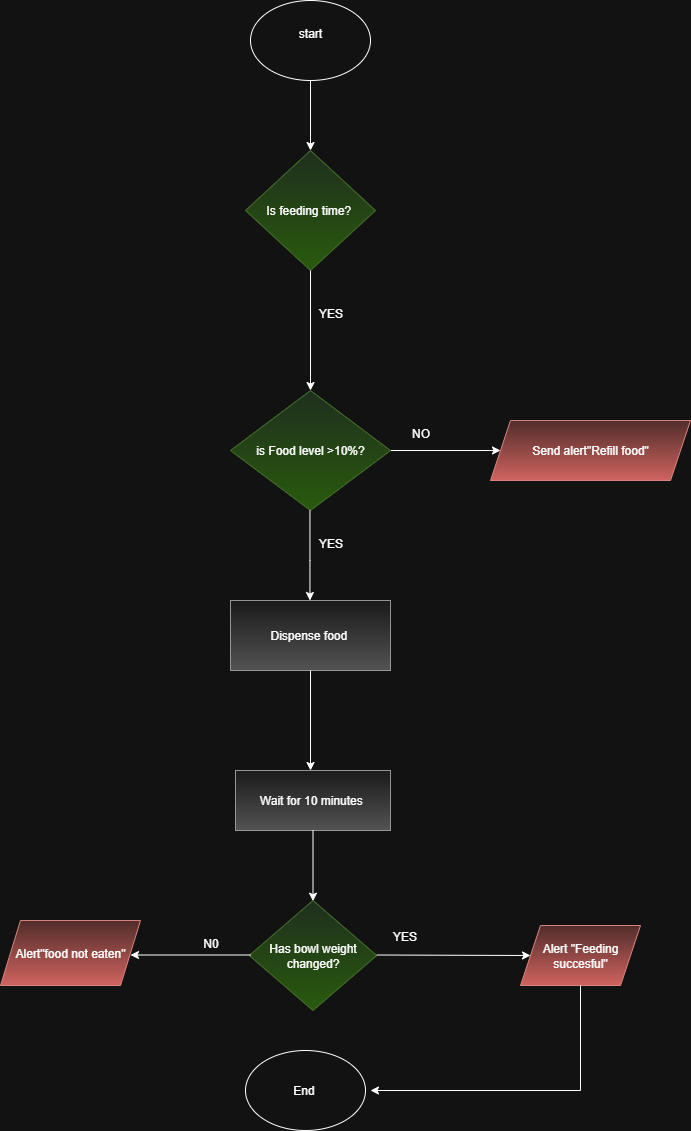 start
Is feeding time?
YES
is Food level >10%?
NO
Send alert"Refill food"
YES
Dispense food
Wait for 10 minutes
Has bowl weight
changed?
N0
Alert"food not eaten"
YES
Alert "Feeding
succesful"
End